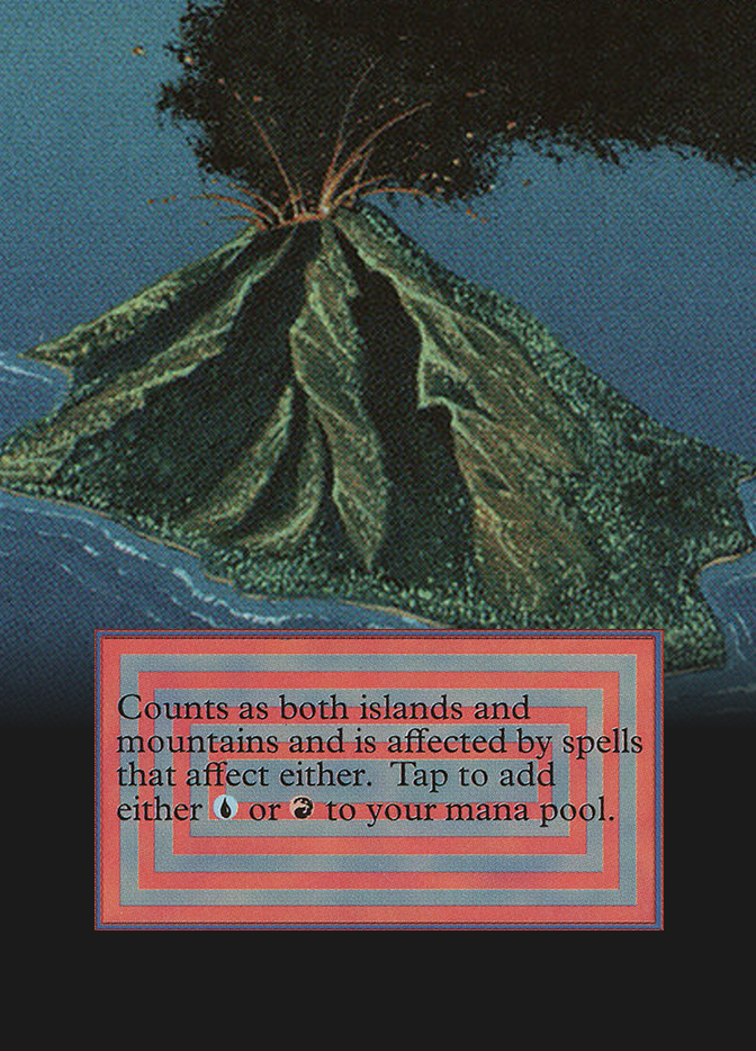 Counts as both islands and
mountains and is affected by spells
that affect either. Tap to add
either or to your mana pool.